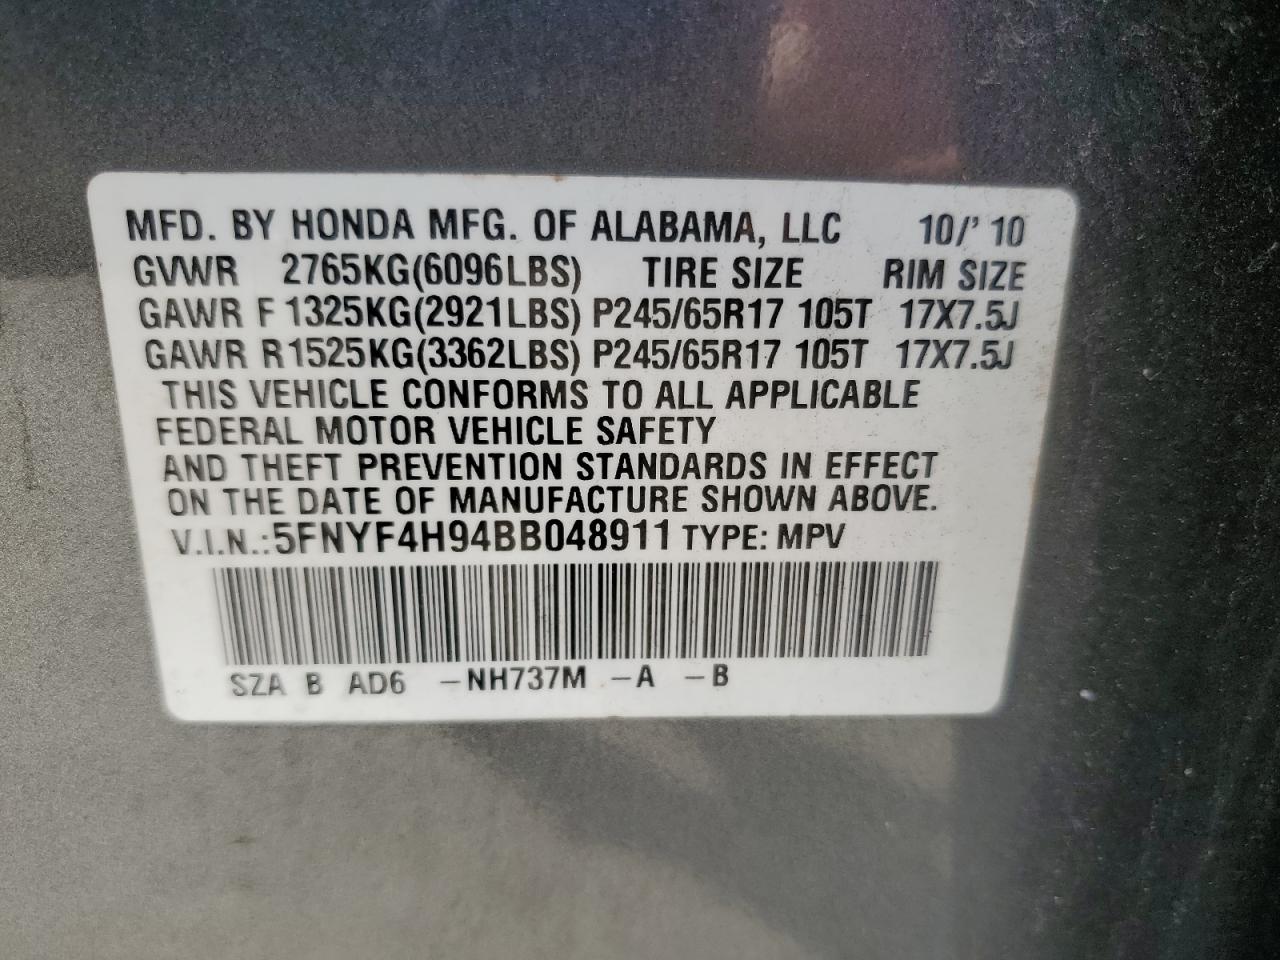 MFD. BY HONDA MFG. OF ALABAMA, LLC 10/' 10
GVWR 2765KG(6096LBS) TIRE SIZE RIM SIZE
GAWR F 1325KG(2921LBS) P245/65R17 105T 17X7.5J
GAWR R1525KG(3362LBS) P245/65R17 105T 17X7.5J
THIS VEHICLE CONFORMS TO ALL APPLICABLE
FEDERAL MOTOR VEHICLE SAFETY
AND THEFT PREVENTION STANDARDS IN EFFECT
ON THE DATE OF MANUFACTURE SHOWN ABOVE.
V.I.N.:5FNYF4H94BB048911 TYPE: MPV
SZA B AD6 -NH737M -A -B